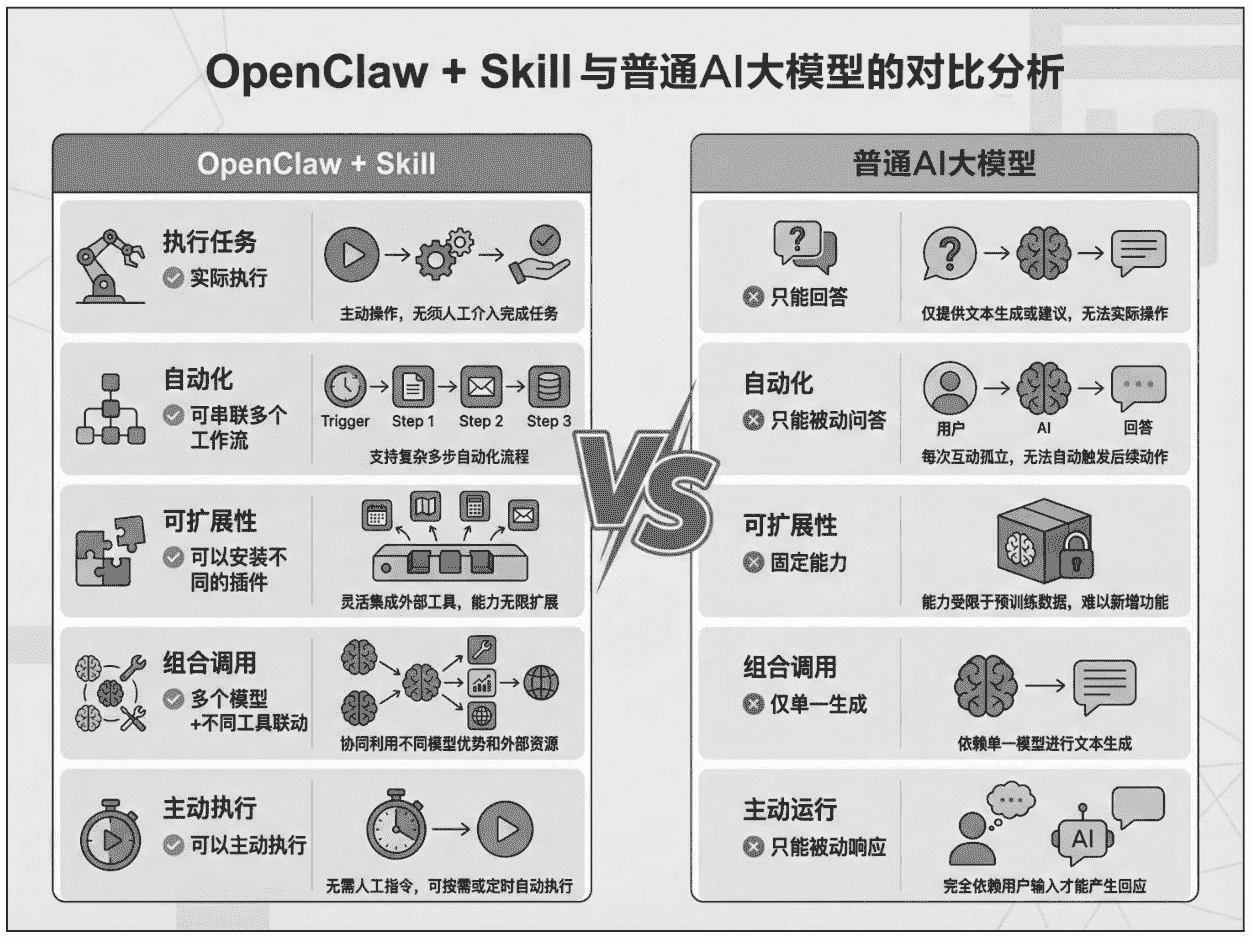 OpenClaw + Skill 与普通AI大模型的对比分析
OpenClaw + Skill
执行任务
实际执行
主动操作，无须人工介入完成任务
自动化
可串联多个
工作流
Trigger
Step 1
Step 2
Step 3
支持复杂多步自动化流程
可扩展性
可以安装不
同的插件
灵活集成外部工具，能力无限扩展
组合调用
多个模型
+不同工具联动
协同利用不同模型优势和外部资源
主动执行
可以主动执行
无需人工指令，可按需或定时自动执行
VS
普通AI大模型
?
只能回答
?
仅提供文本生成或建议，无法实际操作
自动化
只能被动问答
用户
AI
回答
每次互动孤立，无法自动触发后续动作
可扩展性
固定能力
能力受限于预训练数据，难以新增功能
组合调用
仅单一生成
依赖单一模型进行文本生成
主动运行
只能被动响应
AI
完全依赖用户输入才能产生回应